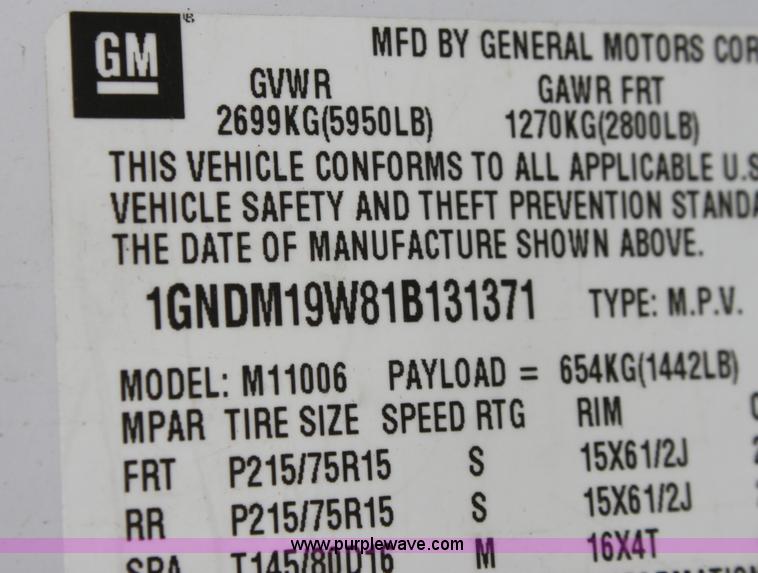 GM ®
MFD BY GENERAL MOTORS COR
GVWR GAWR FRT
2699KG(5950LB) 1270KG(2800LB)
THIS VEHICLE CONFORMS TO ALL APPLICABLE U.S
VEHICLE SAFETY AND THEFT PREVENTION STANDA
THE DATE OF MANUFACTURE SHOWN ABOVE.
1GNDM19W81B131371 TYPE: M.P.V.
MODEL: M11006 PAYLOAD = 654KG(1442LB)
MPAR TIRE SIZE SPEED RTG RIM
FRT P215/75R15 S 15X61/2J
RR P215/75R15 S 15X61/2J
SPA T145/80D16 M 16X4T
www.purplewave.com